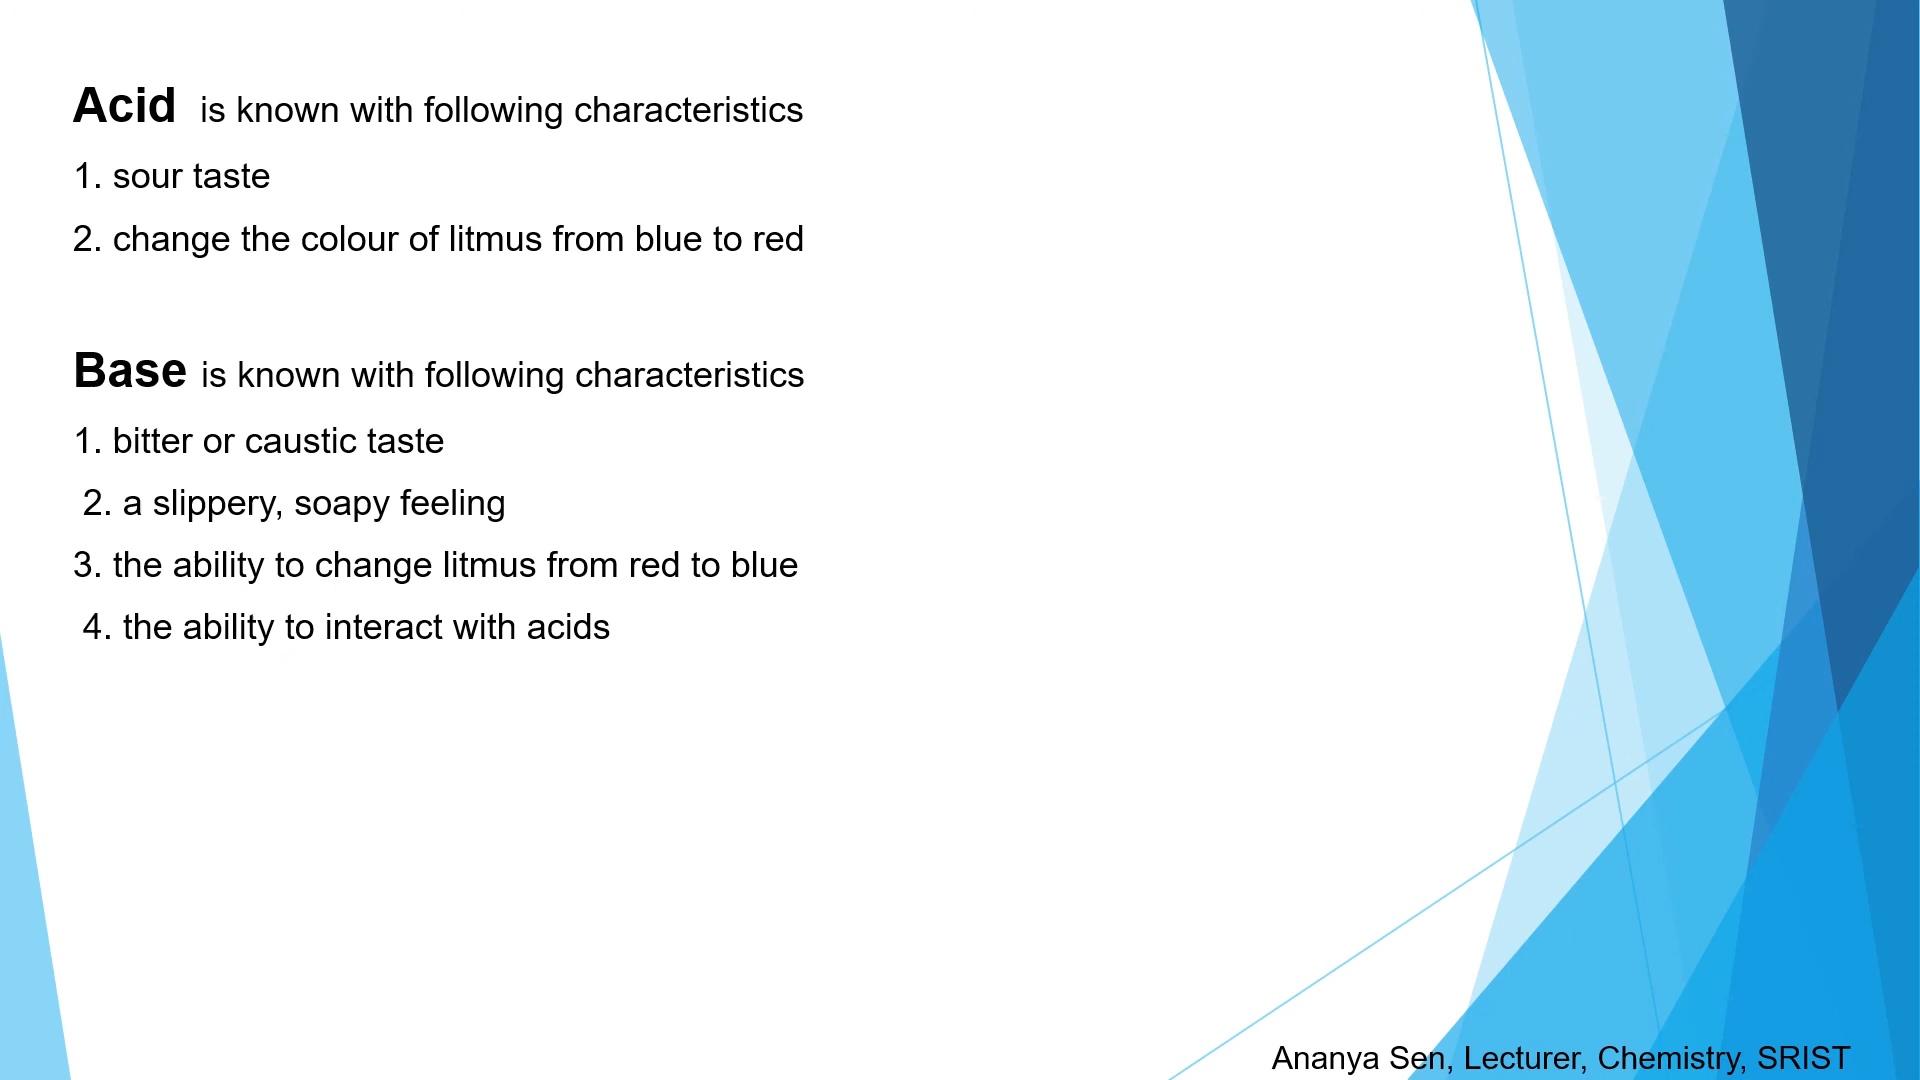 Acid is known with following characteristics
1. sour taste
2. change the colour of litmus from blue to red
Base is known with following characteristics
1. bitter or caustic taste
2. a slippery, soapy feeling
3. the ability to change litmus from red to blue
4. the ability to interact with acids
Ananya Sen, Lecturer, Chemistry, SRIST